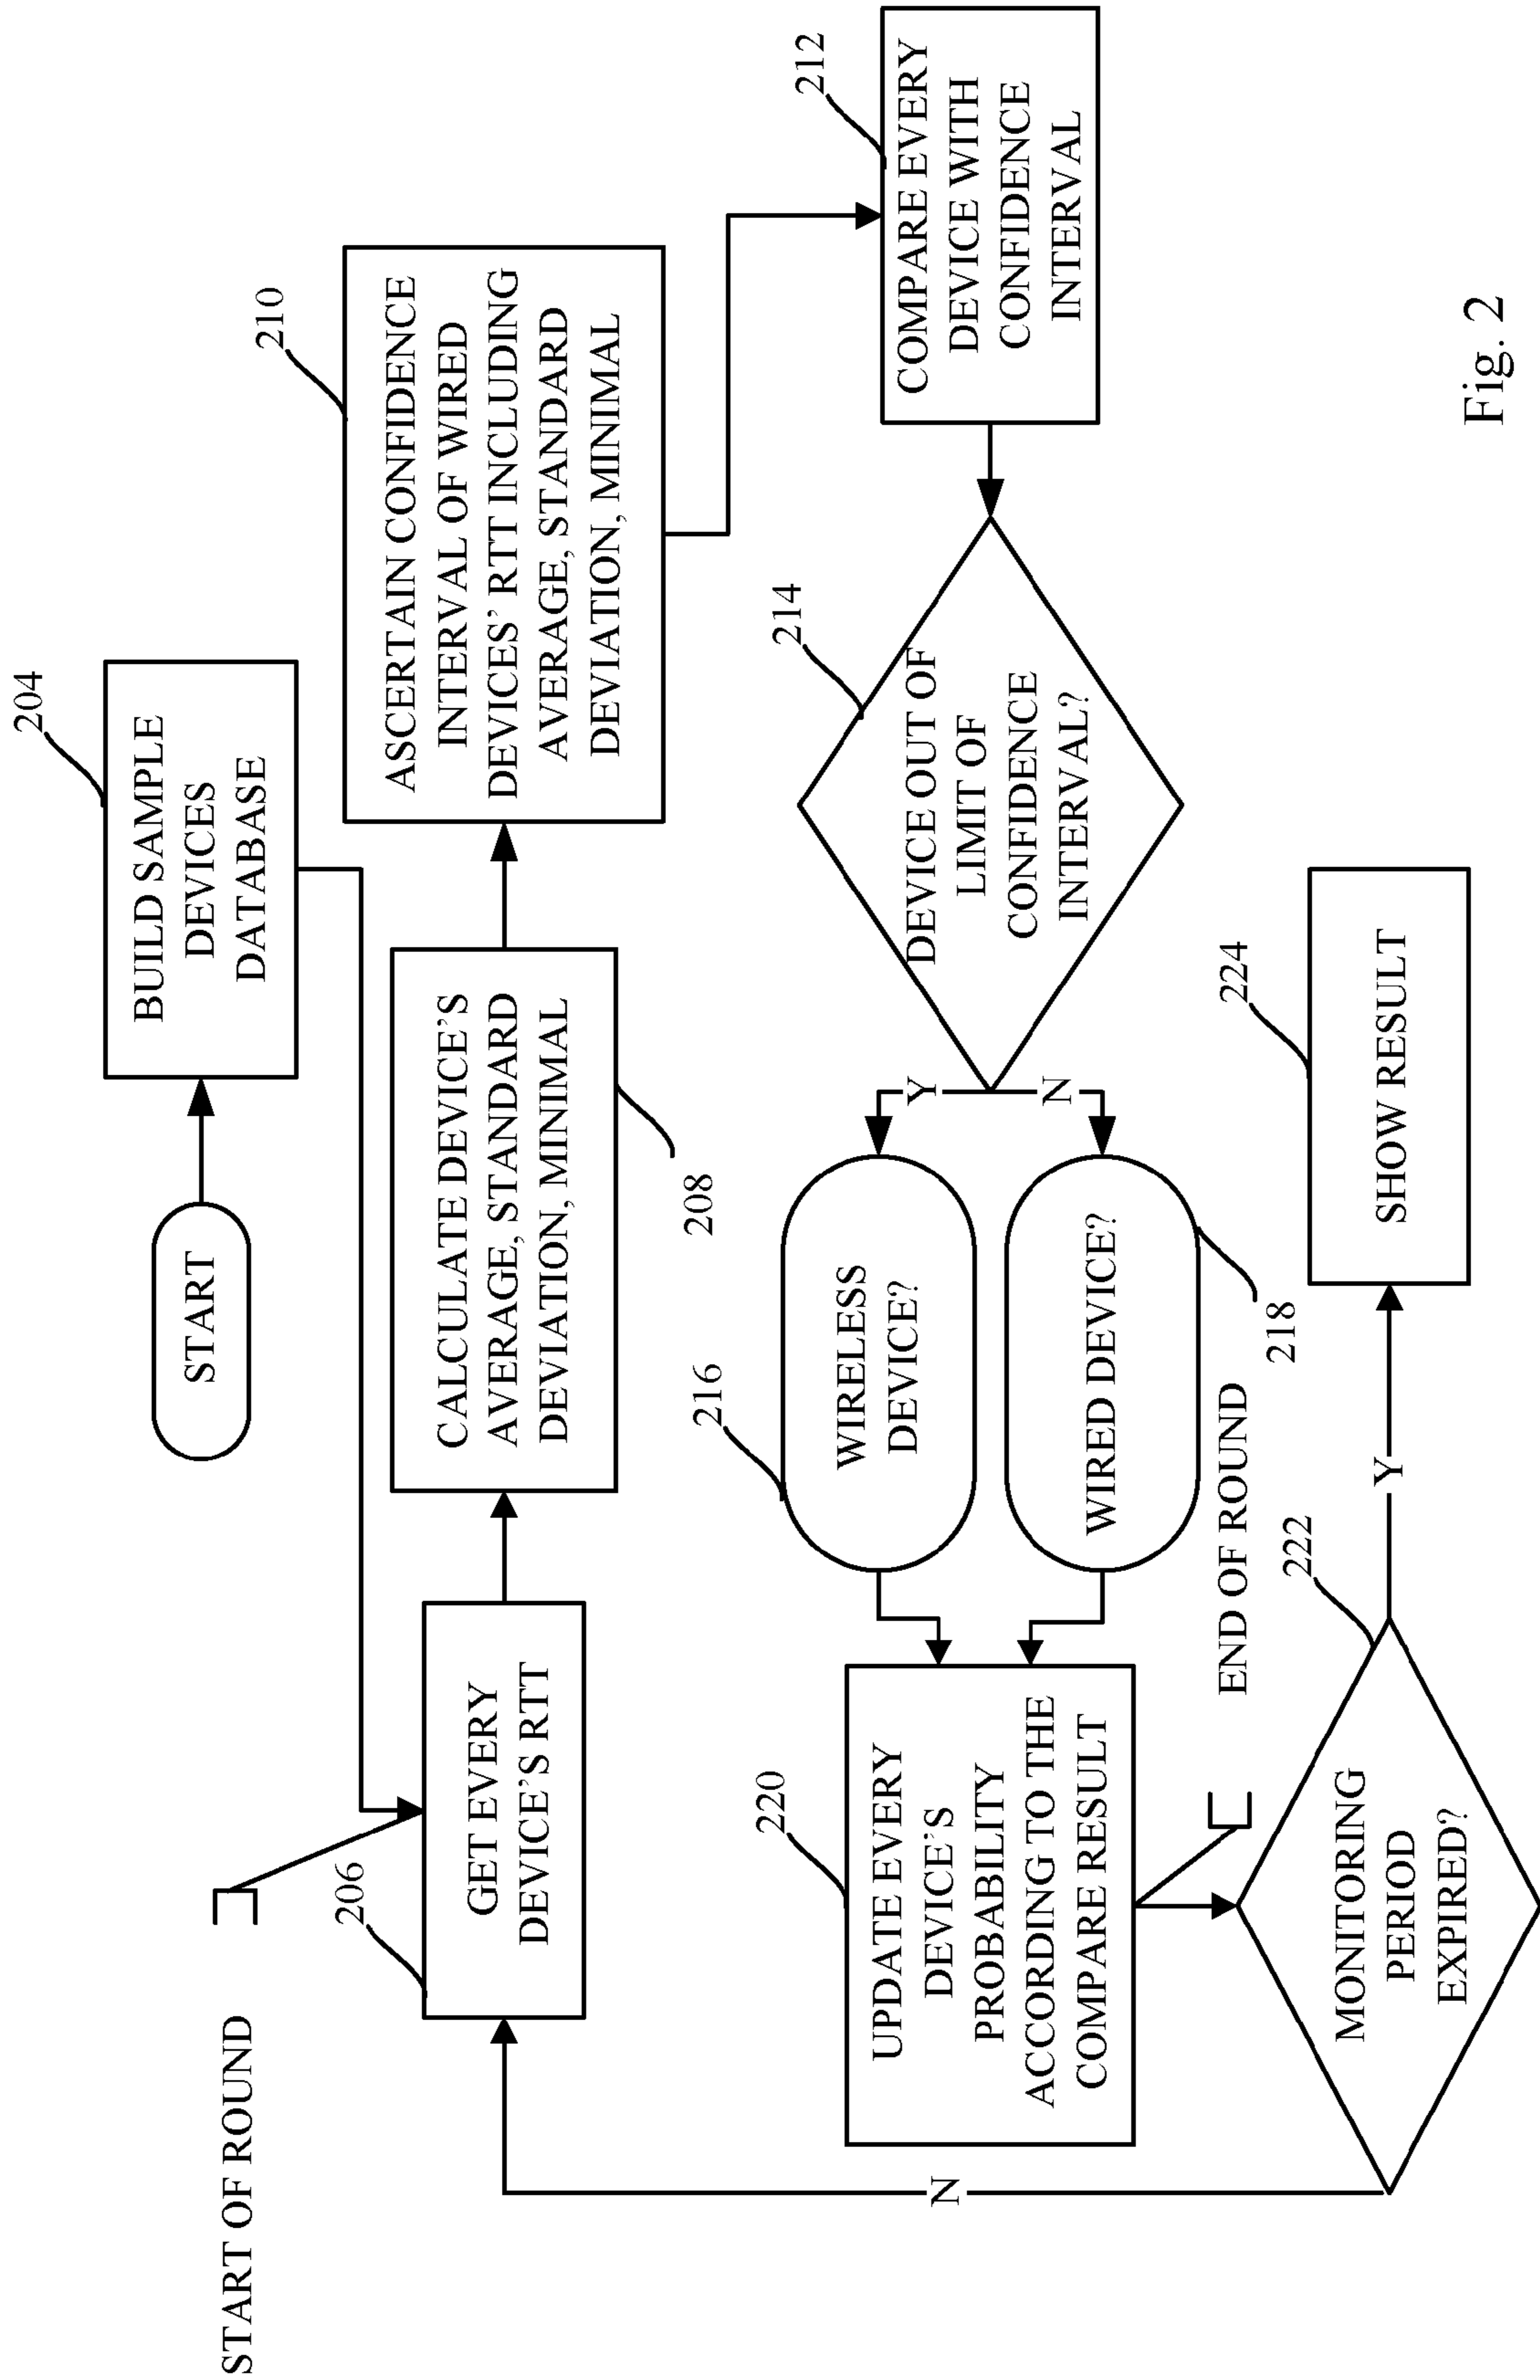 START
204
BUILD SAMPLE
DEVICES
DATABASE
START OF ROUND
206
GET EVERY
DEVICE'S RTT
CALCULATE DEVICE'S
AVERAGE, STANDARD
DEVIATION, MINIMAL
208
210
ASCERTAIN CONFIDENCE
INTERVAL OF WIRED
DEVICES' RTT INCLUDING
AVERAGE, STANDARD
DEVIATION, MINIMAL
212
COMPARE EVERY
DEVICE WITH
CONFIDENCE
INTERVAL
214
DEVICE OUT OF
LIMIT OF
CONFIDENCE
INTERVAL?
Y
N
216
WIRELESS
DEVICE?
WIRED DEVICE?
218
220
UPDATE EVERY
DEVICE'S
PROBABILITY
ACCORDING TO THE
COMPARE RESULT
END OF ROUND
222
MONITORING
PERIOD
EXPIRED?
N
Y
224
SHOW RESULT
Fig. 2